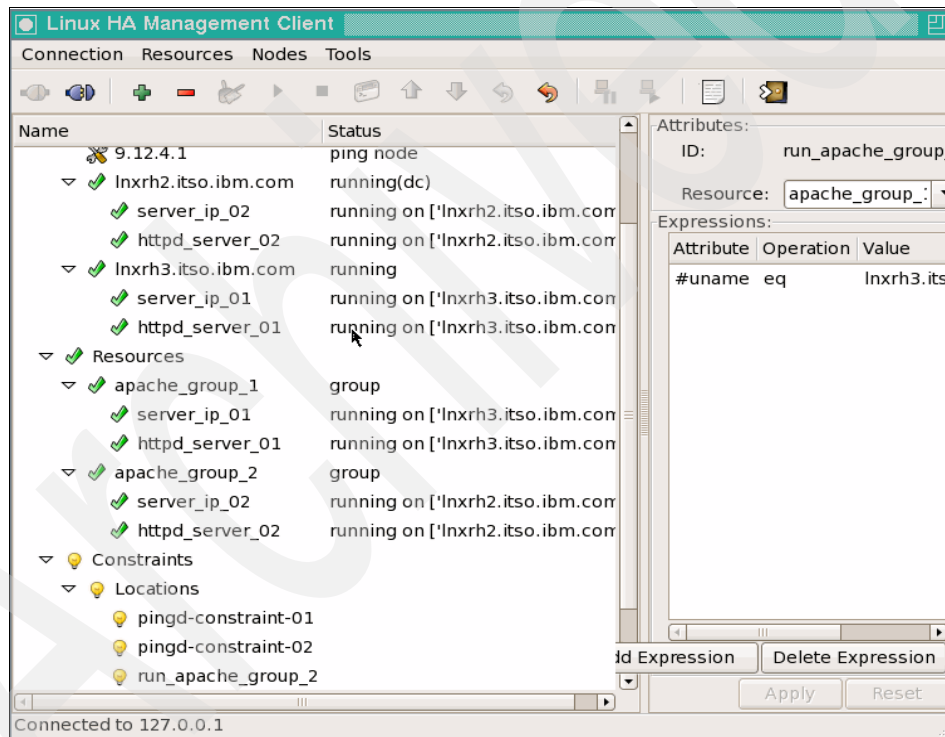 Linux HA Management Client
Connection Resources Nodes Tools
Name Status
9.12.4.1 ping node
lnxrh2.itso.ibm.com running(dc)
server_ip_02 running on ['lnxrh2.itso.ibm.com
httpd_server_02 running on ['lnxrh2.itso.ibm.com
lnxrh3.itso.ibm.com running
server_ip_01 running on ['lnxrh3.itso.ibm.com
httpd_server_01 running on ['lnxrh3.itso.ibm.com
Resources
apache_group_1 group
server_ip_01 running on ['lnxrh3.itso.ibm.com
httpd_server_01 running on ['lnxrh3.itso.ibm.com
apache_group_2 group
server_ip_02 running on ['lnxrh2.itso.ibm.com
httpd_server_02 running on ['lnxrh2.itso.ibm.com
Constraints
Locations
pingd-constraint-01
pingd-constraint-02
run_apache_group_2
Attributes:
ID: run_apache_group_
Resource: apache_group_
Expressions:
Attribute Operation Value
#uname eq lnxrh3.its
dd Expression Delete Expression
Apply Reset
Connected to 127.0.0.1